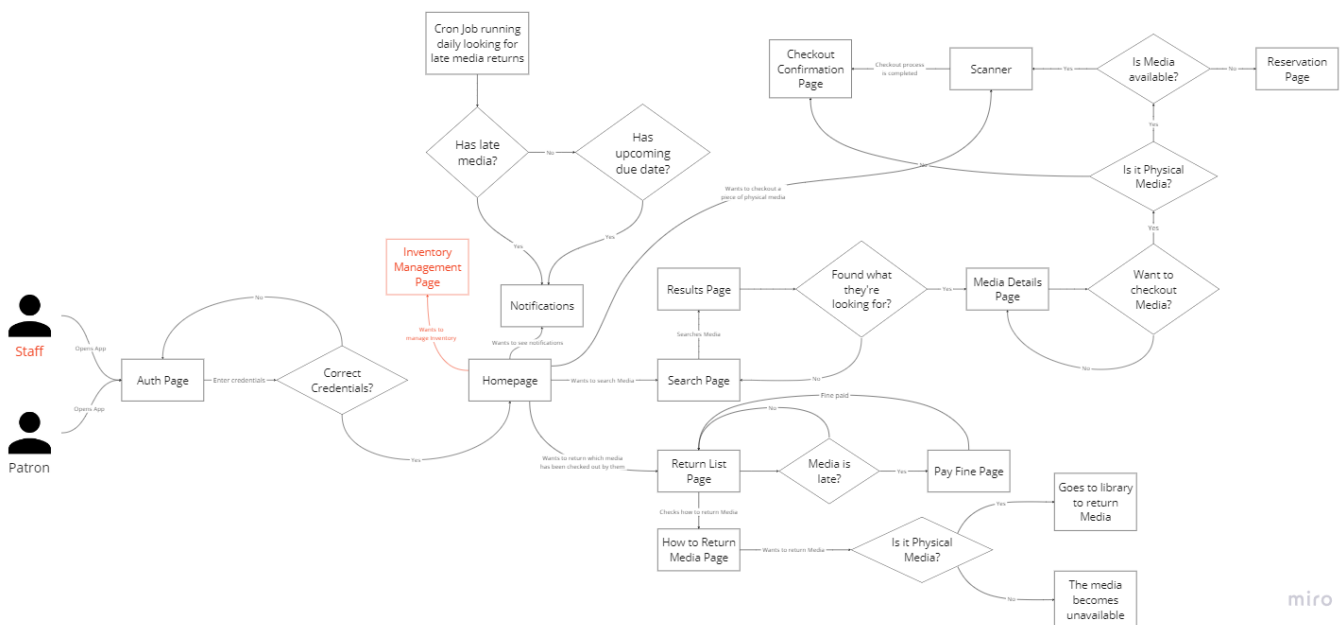 Cron Job running
daily looking for
late media returns
Has late
media?
No
Has
upcoming
due date?
Yes
Yes
Notifications
Inventory
Management
Page
Wants to
manage Inventory
Wants to see notifications
Staff
Patron
Opens App
Opens App
Auth Page
Enter credentials
Correct
Credentials?
No
Yes
Homepage
Wants to search Media
Search Page
Searches Media
Results Page
Found what
they're
looking for?
No
Yes
Media Details
Page
Want to
checkout
Media?
No
Yes
Is it Physical
Media?
No
Yes
Is Media
available?
No
Reservation
Page
Yes
Scanner
Checkout process
is completed
Checkout
Confirmation
Page
Wants to checkout a
piece of physical media
Wants to return which media
has been checked out by them
Return List
Page
Media is
late?
No
Yes
Pay Fine Page
Fine paid
Checks how to return Media
How to Return
Media Page
Wants to return Media
Is it Physical
Media?
Yes
Goes to library
to return
Media
No
The media
becomes
unavailable
miro